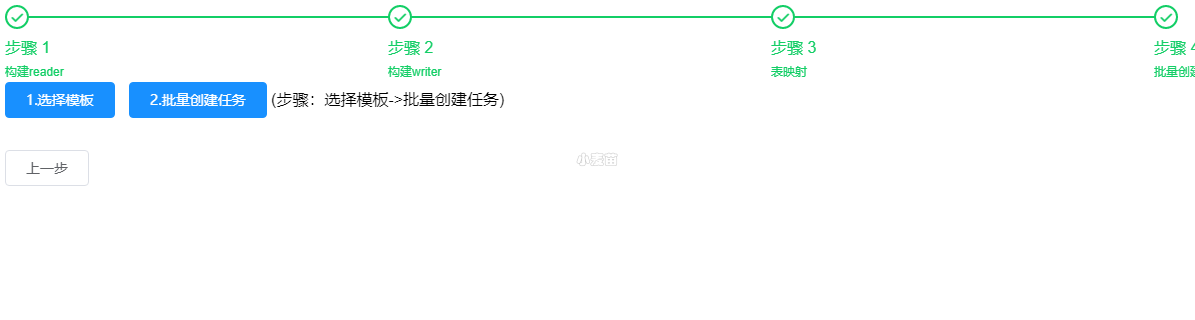 步骤 1 步骤 2 步骤 3 步骤
构建reader 构建writer 表映射 批量创
1.选择模板 2.批量创建任务 (步骤：选择模板->批量创建任务)
小麦苗
上一步